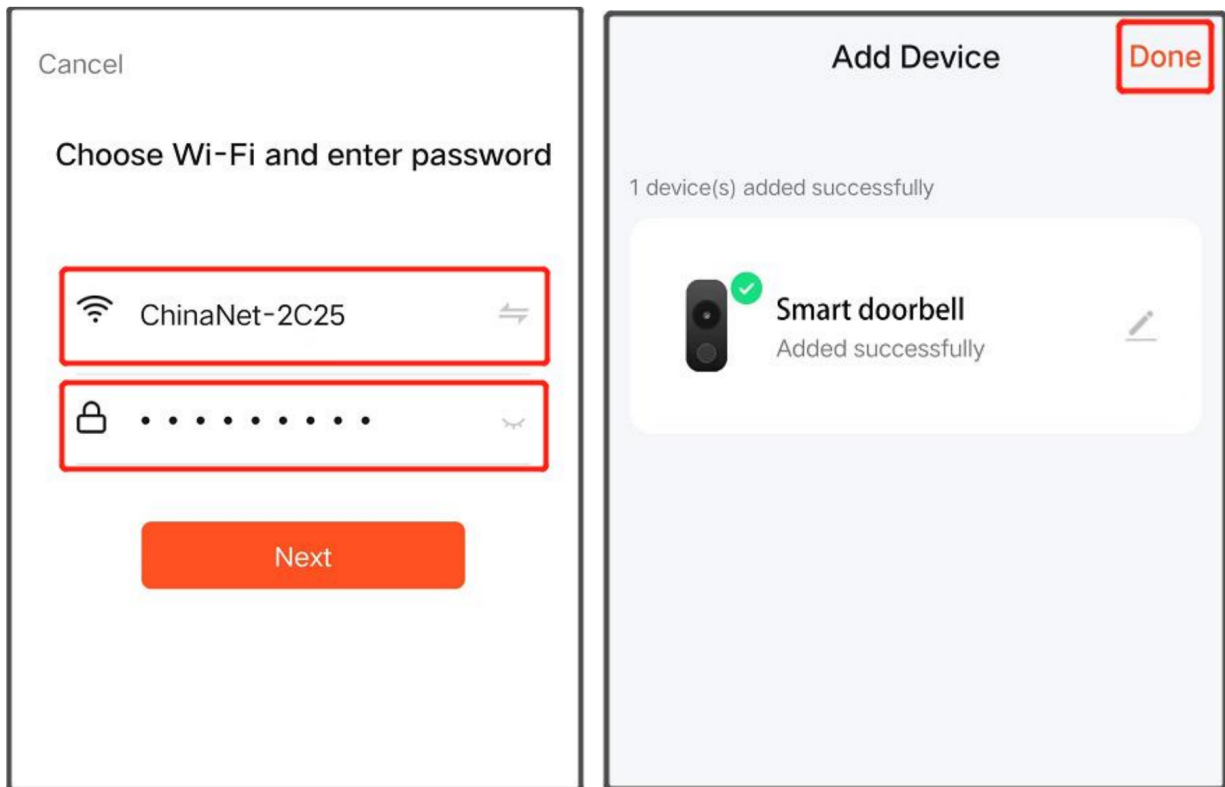 Cancel
Choose Wi-Fi and enter password
ChinaNet-2C25
• • • • • • • • •
Next
Add Device
Done
1 device(s) added successfully
Smart doorbell
Added successfully